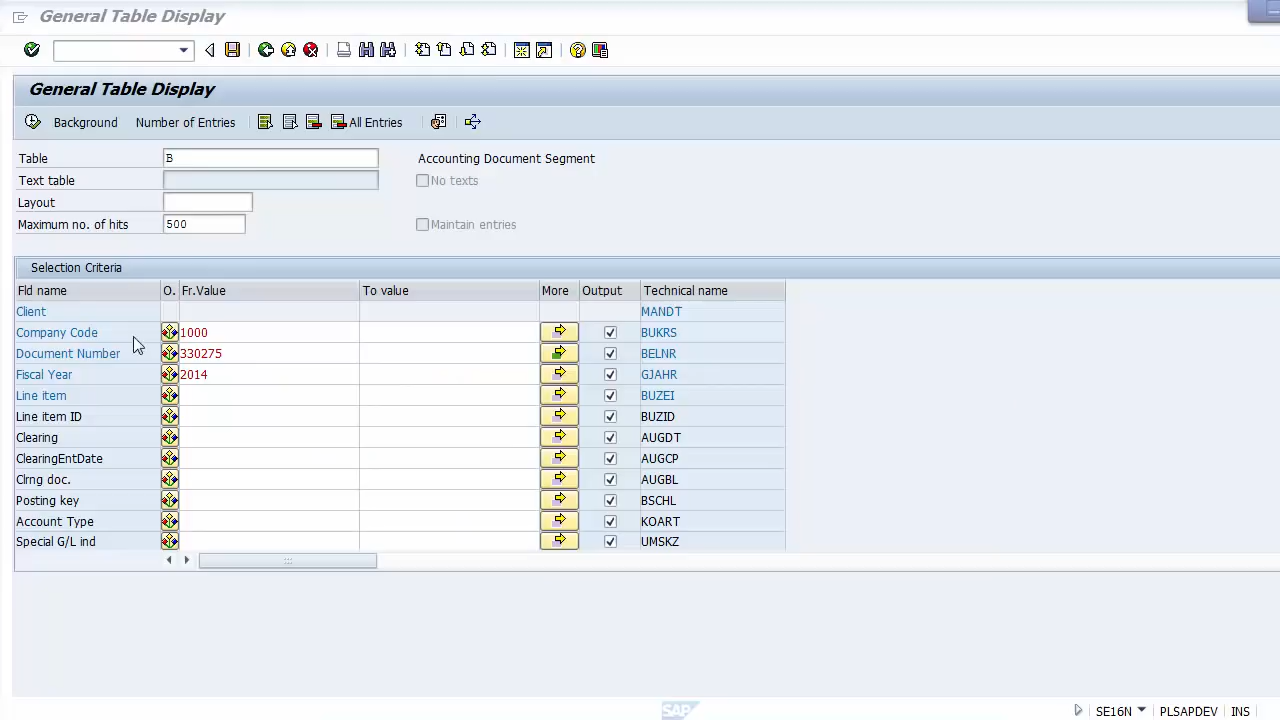 General Table Display
General Table Display
Background Number of Entries All Entries
Table B Accounting Document Segment
Text table No texts
Layout
Maximum no. of hits 500 Maintain entries
Selection Criteria
Fld name O. Fr.Value To value More Output Technical name
Client MANDT
Company Code 1000 BUKRS
Document Number 330275 BELNR
Fiscal Year 2014 GJAHR
Line item BUZEI
Line item ID BUZID
Clearing AUGDT
ClearingEntDate AUGCP
Clrng doc. AUGBL
Posting key BSCHL
Account Type KOART
Special G/L ind UMSKZ
SAP SE16N PLSAPDEV INS